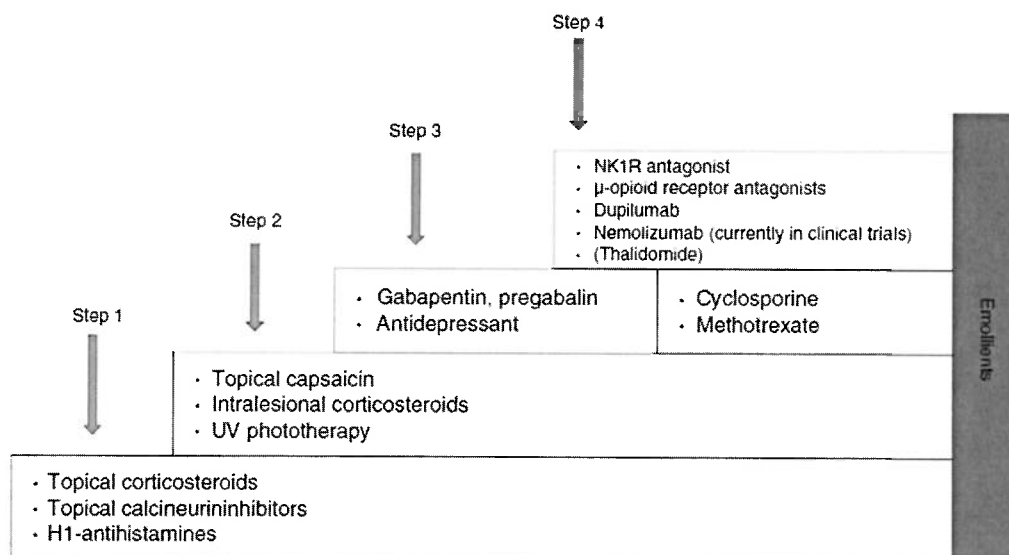 Step 4
Step 3
• NK1R antagonist
• μ-opioid receptor antagonists
• Dupilumab
• Nemolizumab (currently in clinical trials)
• (Thalidomide)
Step 2
• Gabapentin, pregabalin
• Antidepressant
• Cyclosporine
• Methotrexate
Step 1
• Topical capsaicin
• Intralesional corticosteroids
• UV phototherapy
• Topical corticosteroids
• Topical calcineurininhibitors
• H1-antihistamines
Emollients